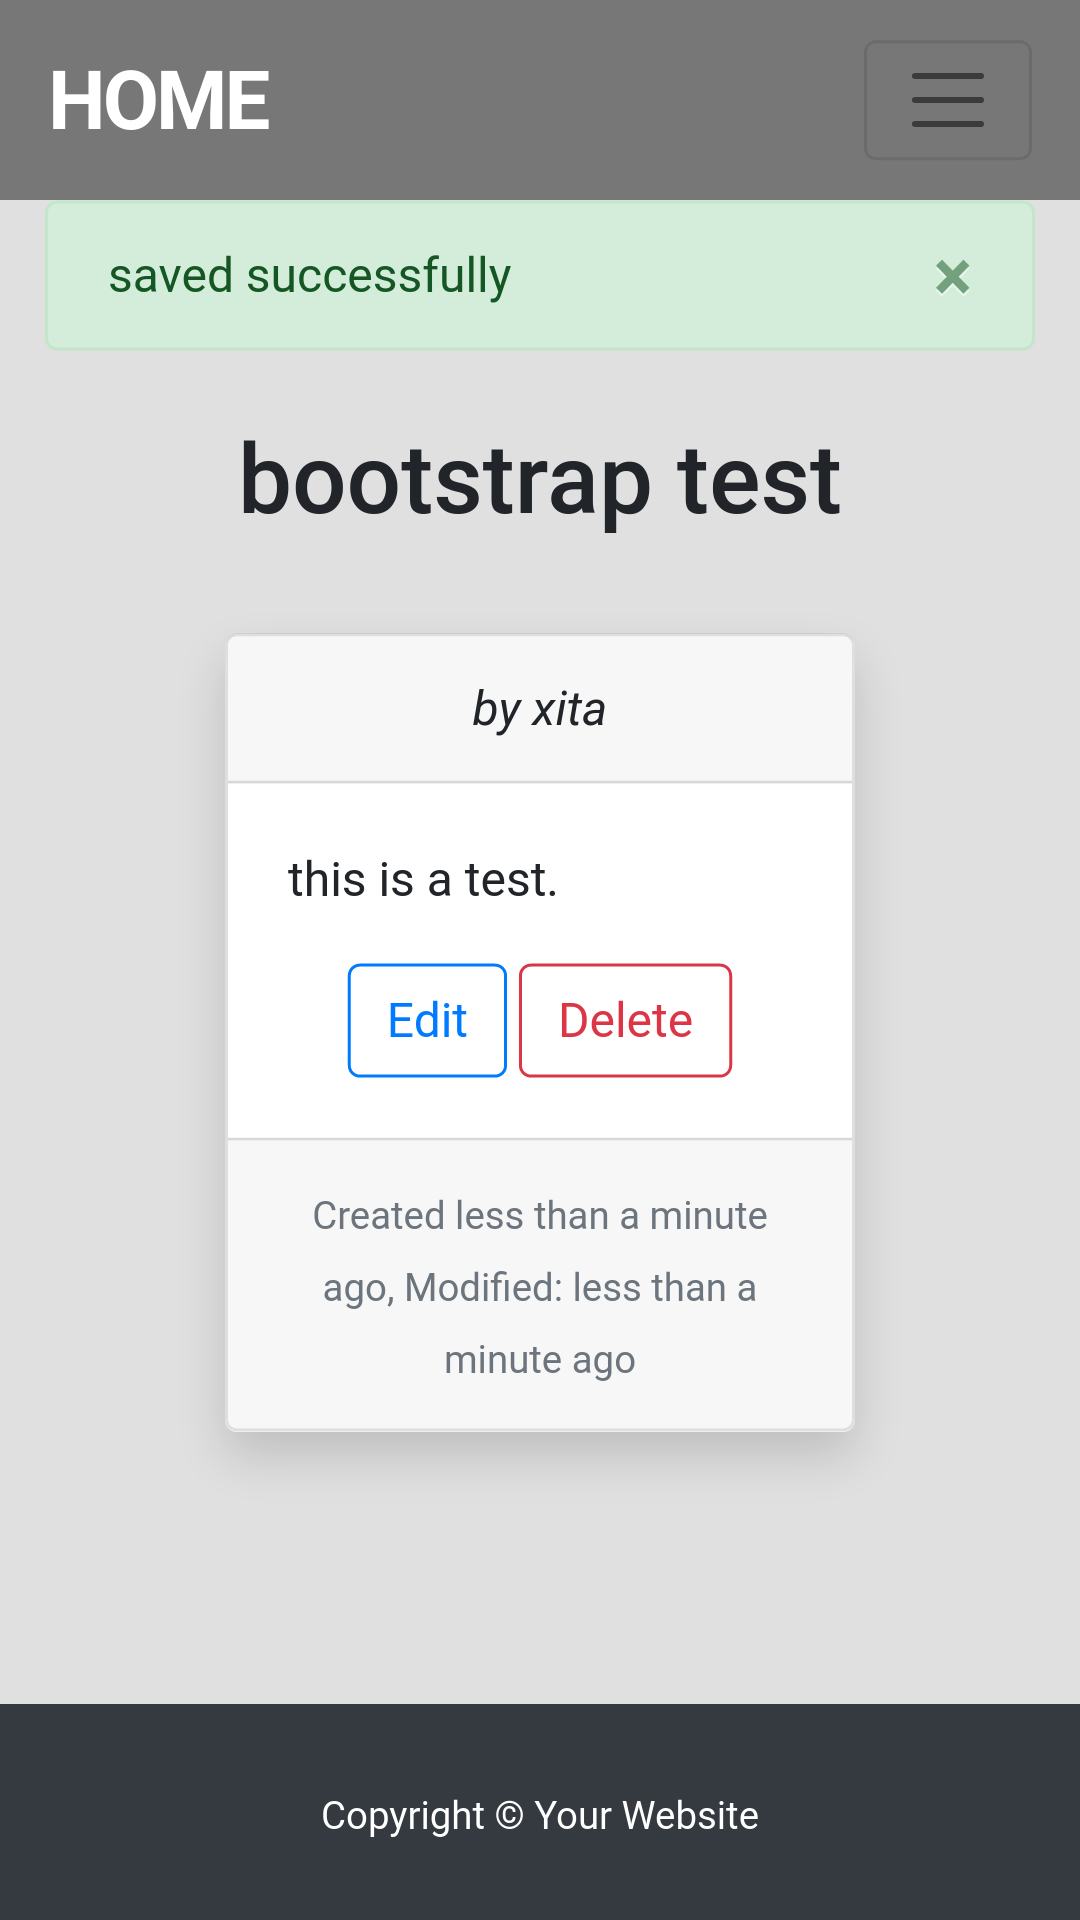 HOME
saved successfully ×
bootstrap test
by xita
this is a test.
Edit Delete
Created less than a minute
ago, Modified: less than a
minute ago
Copyright © Your Website